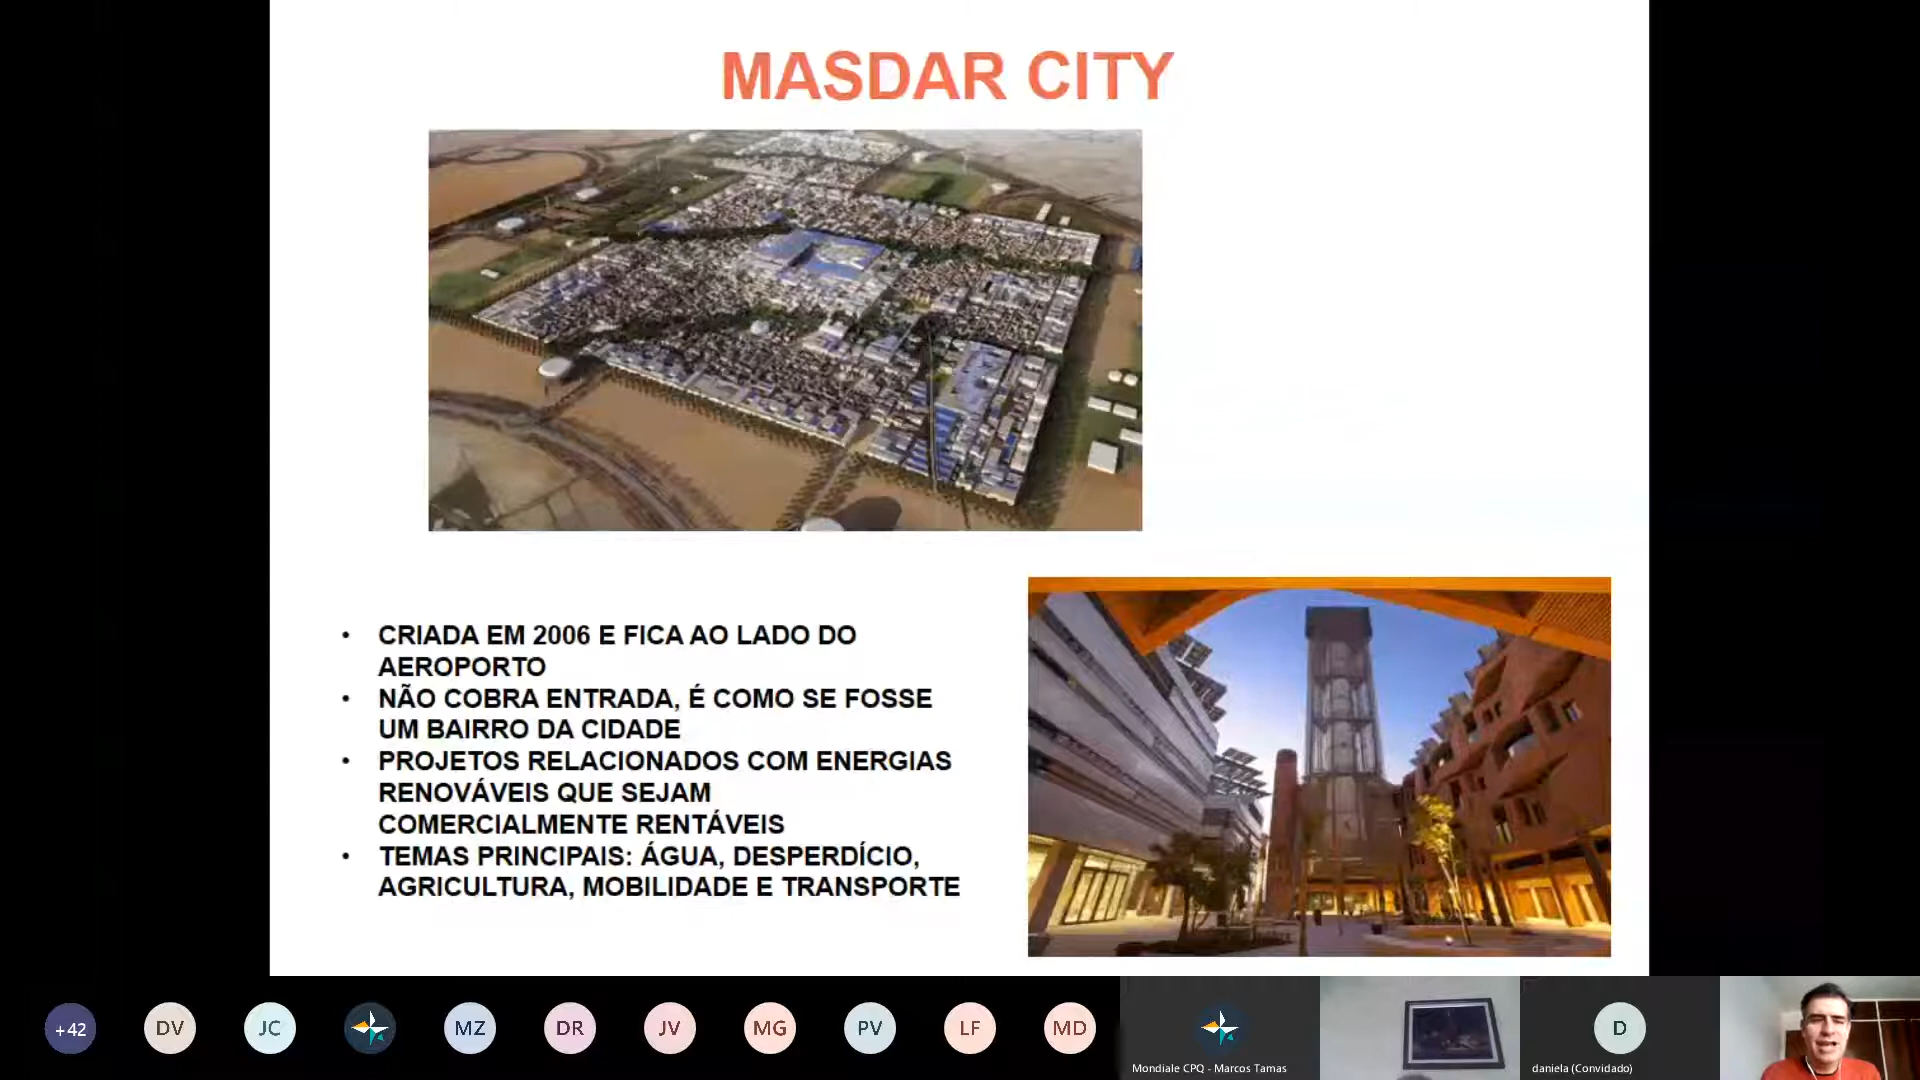 MASDAR CITY
• CRIADA EM 2006 E FICA AO LADO DO
AEROPORTO
• NÃO COBRA ENTRADA, É COMO SE FOSSE
UM BAIRRO DA CIDADE
• PROJETOS RELACIONADOS COM ENERGIAS
RENOVÁVEIS QUE SEJAM
COMERCIALMENTE RENTÁVEIS
• TEMAS PRINCIPAIS: ÁGUA, DESPERDÍCIO,
AGRICULTURA, MOBILIDADE E TRANSPORTE
+42 DV JC MZ DR JV MG PV LF MD D
Mondiale CPQ - Marcos Tamas daniela (Convidado)